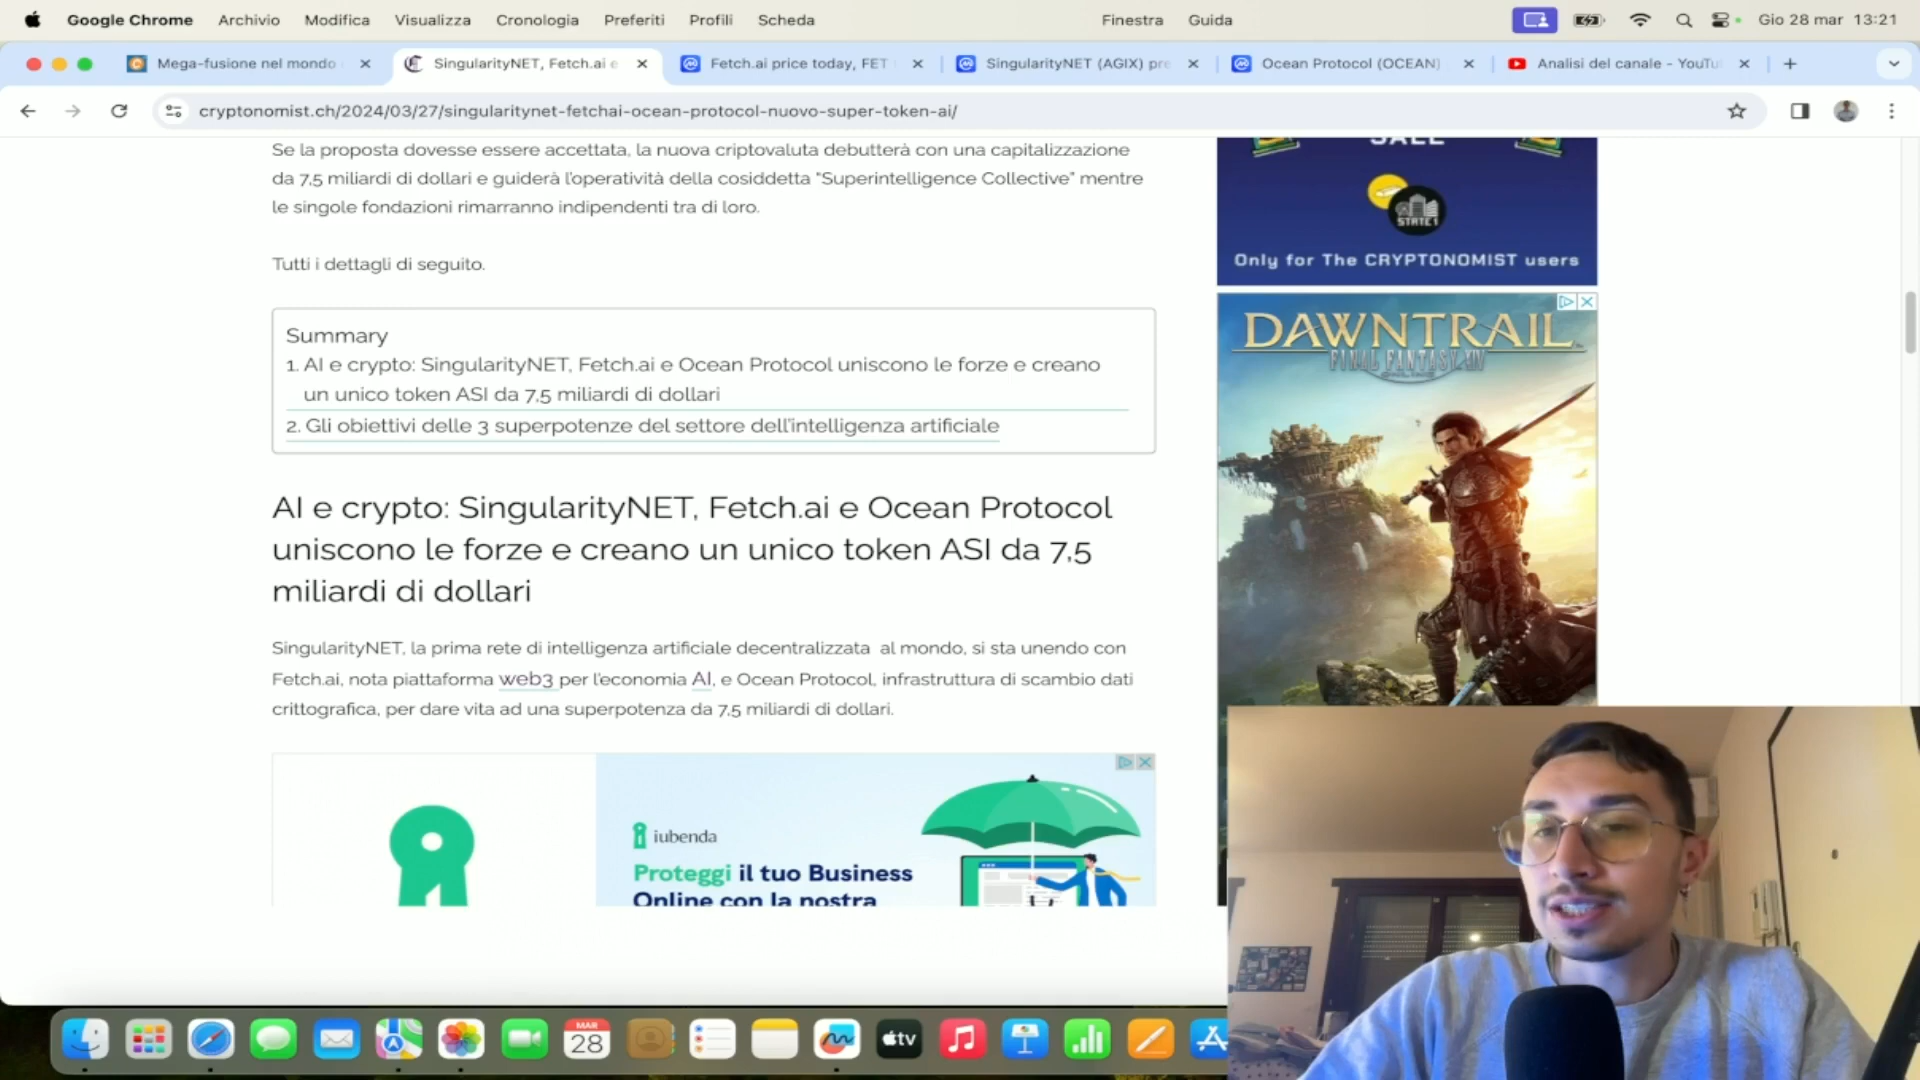 Google Chrome Archivio Modifica Visualizza Cronologia Preferiti Profili Scheda Finestra Guida Gio 28 mar 13:21
Mega-fusione nel mondo
SingularityNET, Fetch.ai e
Fetch.ai price today, FET
SingularityNET (AGIX) pre
Ocean Protocol (OCEAN)
Analisi del canale - YouTu
cryptonomist.ch/2024/03/27/singularitynet-fetchai-ocean-protocol-nuovo-super-token-ai/
Se la proposta dovesse essere accettata, la nuova criptovaluta debutterà con una capitalizzazione
da 7,5 miliardi di dollari e guiderà l'operatività della cosiddetta "Superintelligence Collective" mentre
le singole fondazioni rimarranno indipendenti tra di loro.
Tutti i dettagli di seguito.
Summary
1. AI e crypto: SingularityNET, Fetch.ai e Ocean Protocol uniscono le forze e creano
un unico token ASI da 7,5 miliardi di dollari
2. Gli obiettivi delle 3 superpotenze del settore dell'intelligenza artificiale
AI e crypto: SingularityNET, Fetch.ai e Ocean Protocol
uniscono le forze e creano un unico token ASI da 7,5
miliardi di dollari
SingularityNET, la prima rete di intelligenza artificiale decentralizzata al mondo, si sta unendo con
Fetch.ai, nota piattaforma web3 per l'economia AI, e Ocean Protocol, infrastruttura di scambio dati
crittografica, per dare vita ad una superpotenza da 7,5 miliardi di dollari.
iubenda
Proteggi il tuo Business
Online con la nostra
SALE
STATE1
Only for The CRYPTONOMIST users
DAWNTRAIL
FINAL FANTASY XIV
MAR
28
tv